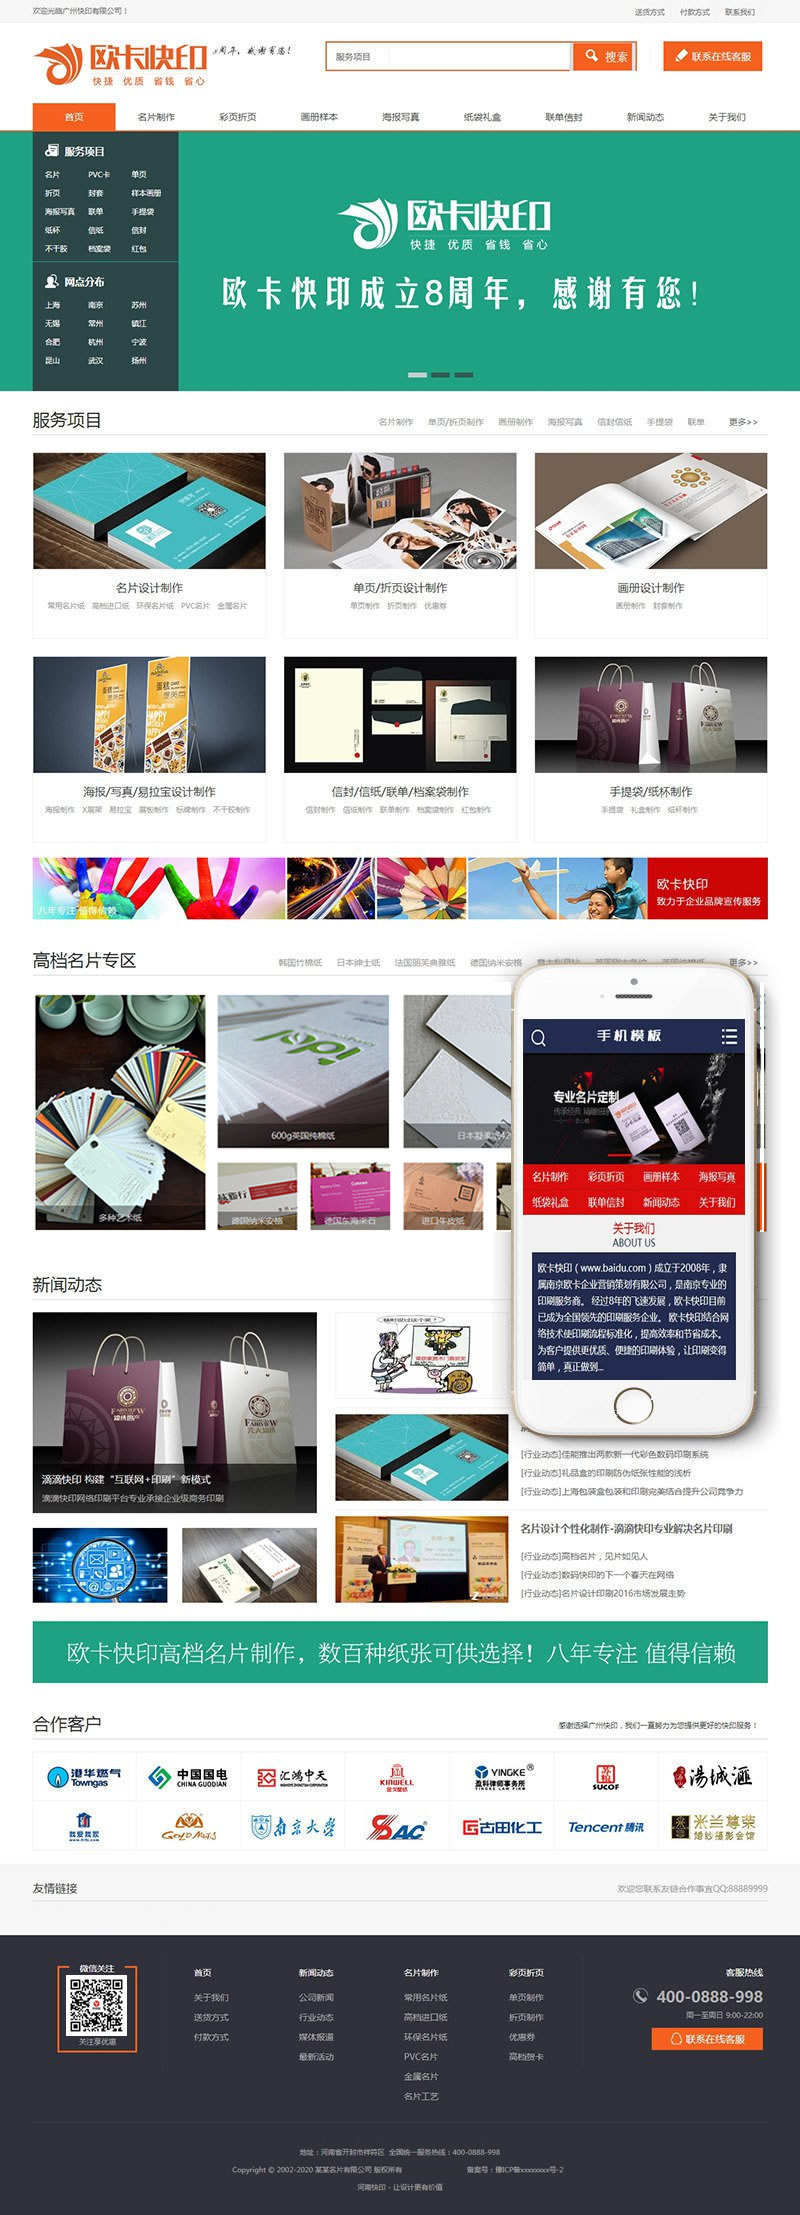 欢迎光临广州快印有限公司！
送货方式 付款方式 联系我们
欧卡快印
周年，感谢有您！
快捷 优质 省钱 省心
服务项目
搜索
联系在线客服
首页 名片制作 彩页折页 画册样本 海报写真 纸袋礼盒 联单信封 新闻动态 关于我们
服务项目
名片 PVC卡 单页
折页 封套 样本画册
海报写真 联单 手提袋
纸杯 信纸 信封
不干胶 档案袋 红包
网点分布
上海 南京 苏州
无锡 常州 镇江
合肥 杭州 宁波
昆山 武汉 扬州
欧卡快印
快捷 优质 省钱 省心
欧卡快印成立8周年，感谢有您！
服务项目
名片制作 单页/折页制作 画册制作 海报写真 信封信纸 手提袋 联单 更多>>
名片设计制作
常用名片纸 高档进口纸 环保名片纸 PVC名片 金属名片
单页/折页设计制作
单页制作 折页制作 优惠券
画册设计制作
画册制作 封套制作
海报/写真/易拉宝设计制作
海报制作 X展架 易拉宝 展板制作 标牌制作 不干胶制作
信封/信纸/联单/档案袋制作
信封制作 信纸制作 联单制作 档案袋制作 红包制作
手提袋/纸杯制作
手提袋 礼盒制作 纸杯制作
八年专注 值得信赖
欧卡快印
致力于企业品牌宣传服务
高档名片专区
韩国竹棉纸 日本绅士纸 法国丽芙典雅纸 德国纳米安格 更多>>
多种艺术纸
600g英国纯棉纸
德国纳米安格
德国东海采石
进口牛皮纸
手机模板
专业名片定制
名片制作 彩页折页 画册样本 海报写真
纸袋礼盒 联单信封 新闻动态 关于我们
关于我们
ABOUT US
欧卡快印（www.baidu.com）成立于2008年，隶
属南京欧卡企业营销策划有限公司，是南京专业的
印刷服务商。经过8年的飞速发展，欧卡快印目前
已成为全国领先的印刷服务企业。欧卡快印结合网
络技术使印刷流程标准化，提高效率和节省成本。
为客户提供更优质、便捷的印刷体验，让印刷变得
简单，真正做到...
新闻动态
FAIRVIEW
滴滴快印 构建“互联网+印刷”新模式
滴滴快印网络印刷平台专业承接企业级商务印刷
[行业动态]佳能推出两款新一代彩色数码印刷系统
[行业动态]礼品盒的印刷防伪纸张性能的浅析
[行业动态]上海包装盒包装和印刷完美结合提升公司竞争力
名片设计个性化制作-滴滴快印专业解决名片印刷
[行业动态]高档名片，见片如见人
[行业动态]数码快印的下一个春天在网络
[行业动态]名片设计印刷2016市场发展走势
欧卡快印高档名片制作，数百种纸张可供选择！八年专注 值得信赖
合作客户
感谢选择广州快印，我们一直努力为您提供更好的快印服务！
港华燃气 Towngas
中国国电 CHINA GUODIAN
汇鸿中天
KINWELL
YINGKE 盈科律师事务所
YINGKE LAW FIRM
苏粮 SUCOF
汤城汇
我爱我家
GOLD MAS
南京大学
SAC
古田化工
Tencent 腾讯
米兰尊荣
婚纱摄影会馆
友情链接
欢迎您联系友链合作事宜QQ:88889999
微信关注
关注享优惠
首页
关于我们
送货方式
付款方式
新闻动态
公司新闻
行业动态
媒体报道
最新活动
名片制作
常用名片纸
高档进口纸
环保名片纸
PVC名片
金属名片
名片工艺
彩页折页
单页制作
折页制作
优惠券
高档贺卡
客服热线
400-0888-998
周一至周日 9:00-22:00
联系在线客服
地址：河南省开封市祥符区 全国统一服务热线：400-0888-998
Copyright © 2002-2020 某某名片有限公司 版权所有 备案号：豫ICP备xxxxxxxx号-2
河南快印 - 让设计更有价值